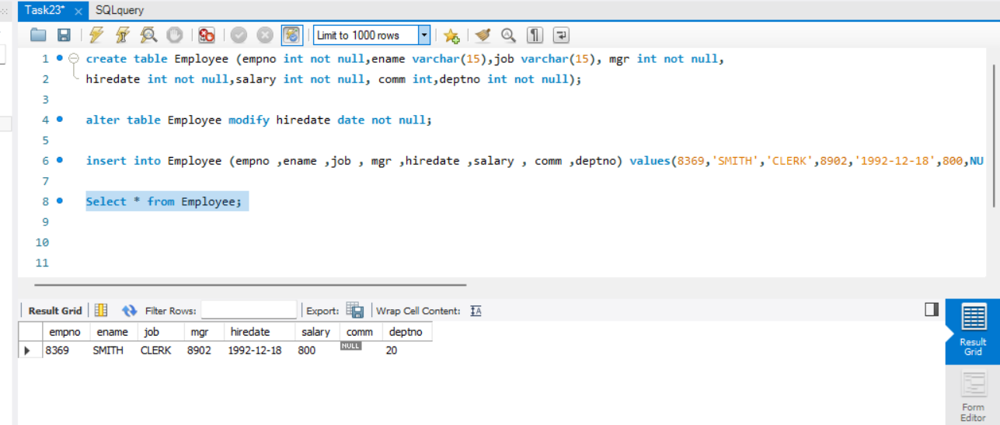 Task23* × SQLquery
Limit to 1000 rows
1 create table Employee (empno int not null,ename varchar(15),job varchar(15), mgr int not null,
2 hiredate int not null,salary int not null, comm int,deptno int not null);
3
4 alter table Employee modify hiredate date not null;
5
6 insert into Employee (empno ,ename ,job , mgr ,hiredate ,salary , comm ,deptno) values(8369,'SMITH','CLERK',8902,'1992-12-18',800,NU
7
8 Select * from Employee;
9
10
11
Result Grid Filter Rows: Export: Wrap Cell Content:
empno ename job mgr hiredate salary comm deptno
8369 SMITH CLERK 8902 1992-12-18 800 NULL 20
Result
Grid
Form
Editor